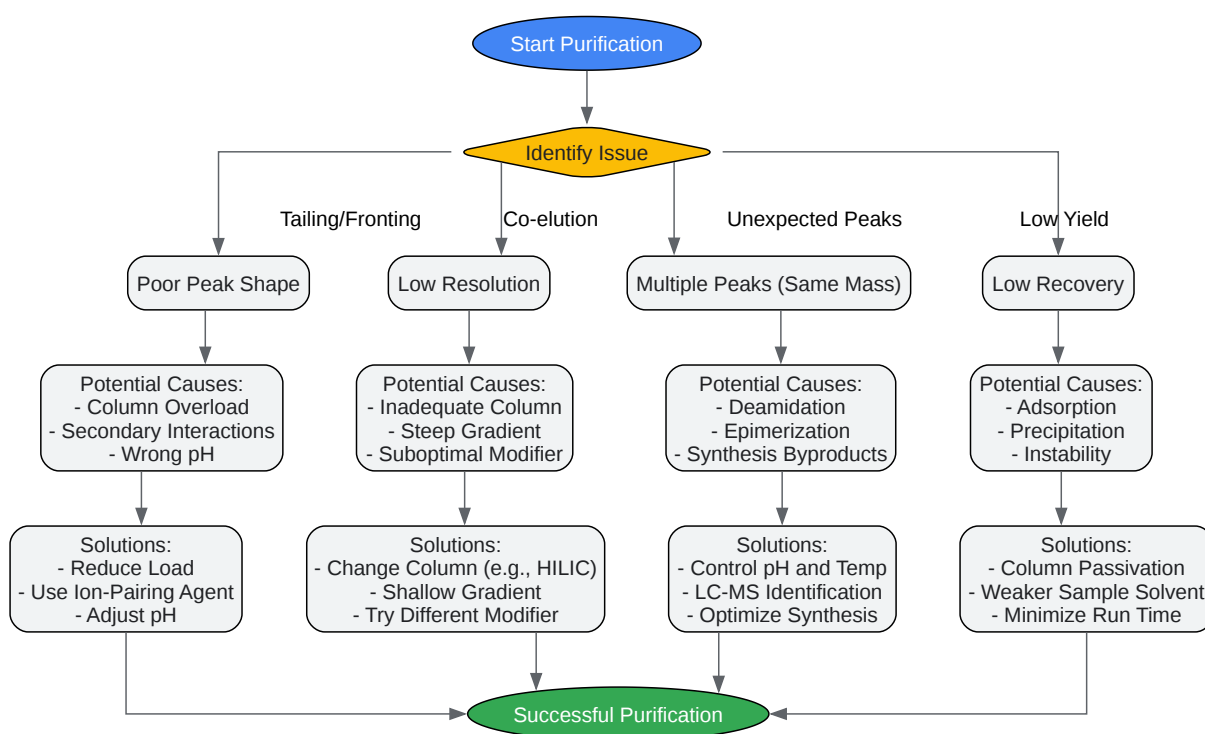 Start Purification
Identify Issue
Tailing/Fronting
Co-elution
Unexpected Peaks
Low Yield
Poor Peak Shape
Low Resolution
Multiple Peaks (Same Mass)
Low Recovery
Potential Causes:
- Column Overload
- Secondary Interactions
- Wrong pH
Potential Causes:
- Inadequate Column
- Steep Gradient
- Suboptimal Modifier
Potential Causes:
- Deamidation
- Epimerization
- Synthesis Byproducts
Potential Causes:
- Adsorption
- Precipitation
- Instability
Solutions:
- Reduce Load
- Use Ion-Pairing Agent
- Adjust pH
Solutions:
- Change Column (e.g., HILIC)
- Shallow Gradient
- Try Different Modifier
Solutions:
- Control pH and Temp
- LC-MS Identification
- Optimize Synthesis
Solutions:
- Column Passivation
- Weaker Sample Solvent
- Minimize Run Time
Successful Purification